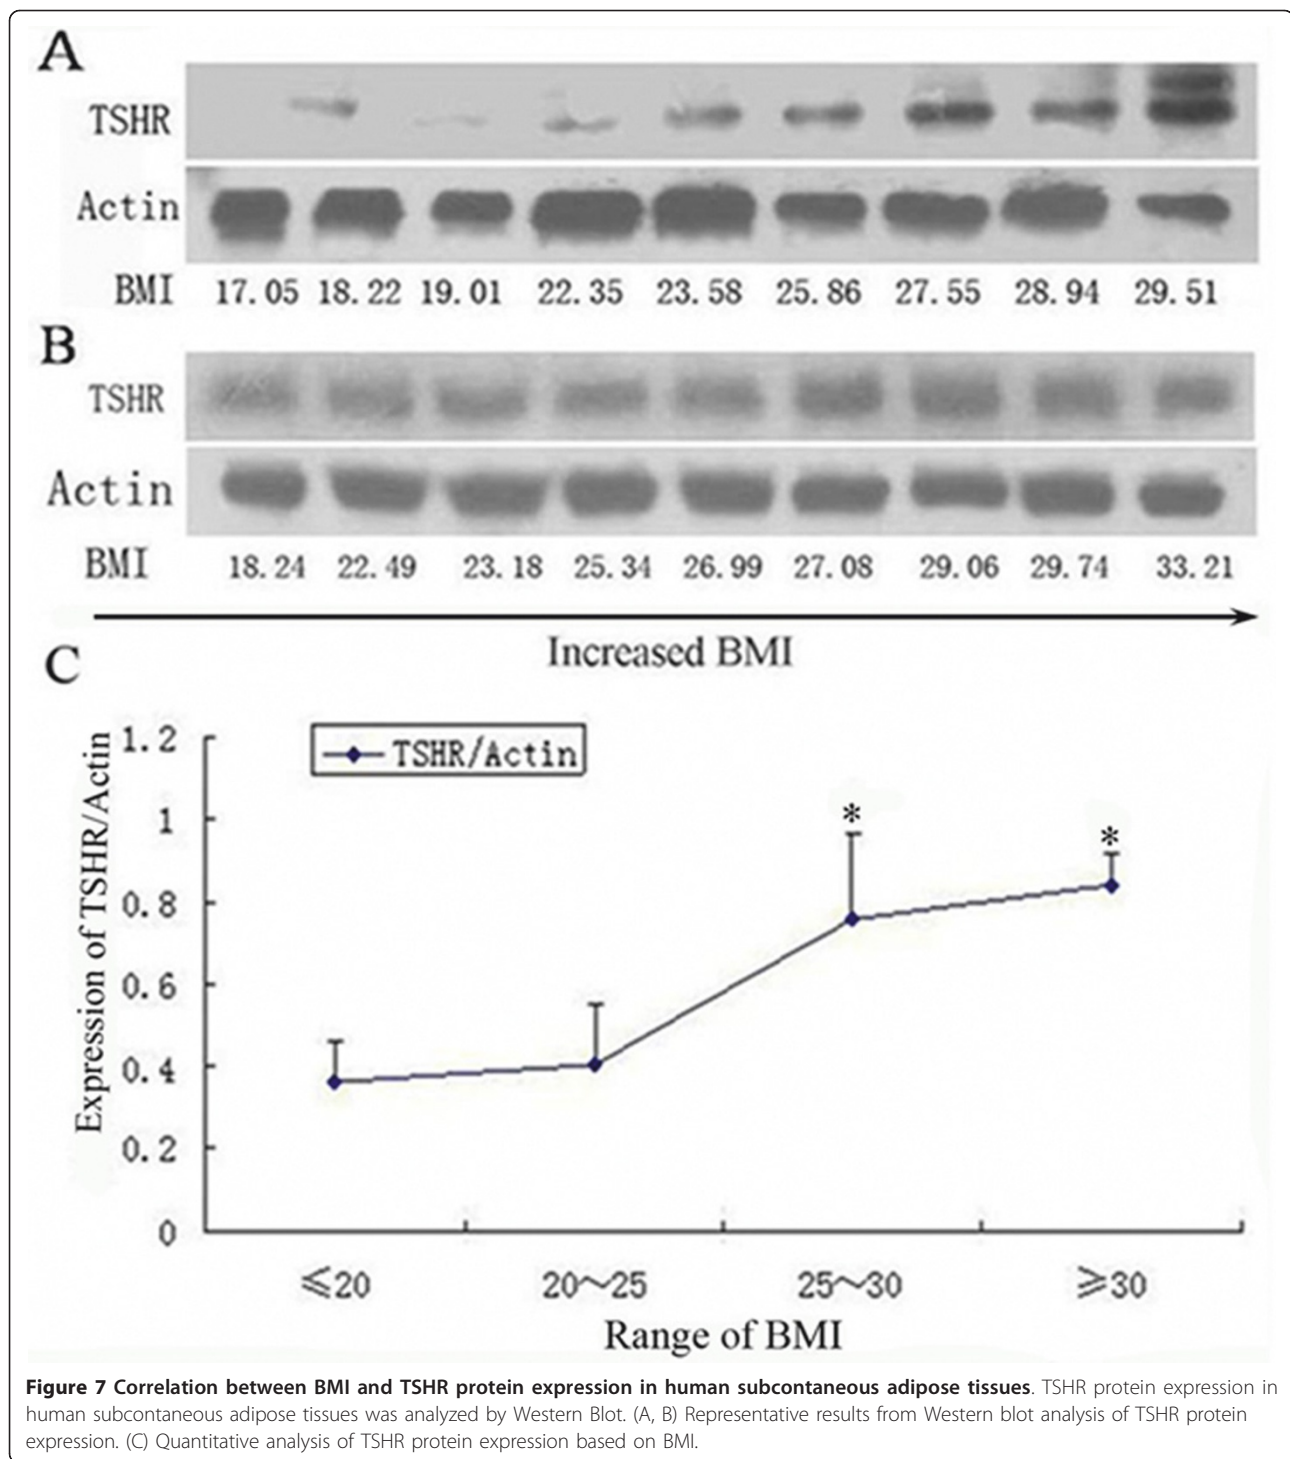 A
TSHR
Actin
BMI 17.05 18.22 19.01 22.35 23.58 25.86 27.55 28.94 29.51
B
TSHR
Actin
BMI 18.24 22.49 23.18 25.34 26.99 27.08 29.06 29.74 33.21
Increased BMI
C
Expression of TSHR/Actin
TSHR/Actin
1.2
1
0.8
0.6
0.4
0.2
0
*
*
≤20 20~25 25~30 ≥30
Range of BMI
Figure 7 Correlation between BMI and TSHR protein expression in human subcontaneous adipose tissues. TSHR protein expression in
human subcontaneous adipose tissues was analyzed by Western Blot. (A, B) Representative results from Western blot analysis of TSHR protein
expression. (C) Quantitative analysis of TSHR protein expression based on BMI.